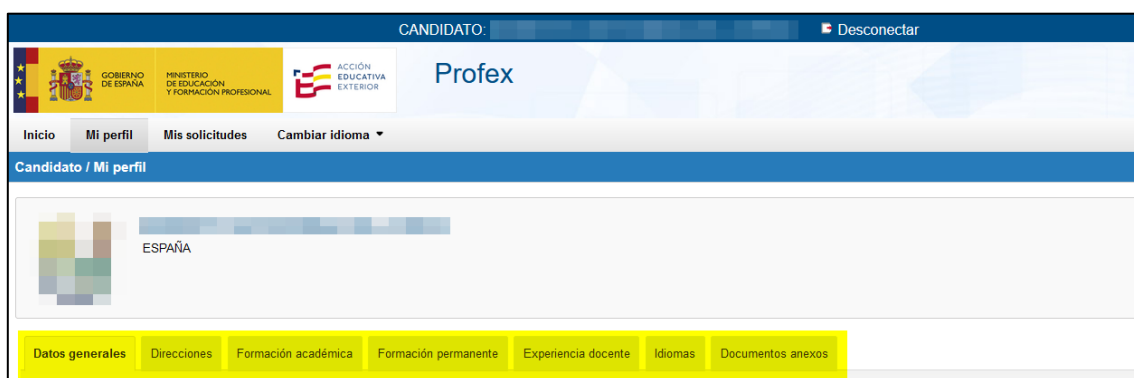 CANDIDATO:
Desconectar
GOBIERNO
DE ESPAÑA
MINISTERIO
DE EDUCACIÓN
Y FORMACIÓN PROFESIONAL
ACCIÓN
EDUCATIVA
EXTERIOR
Profex
Inicio Mi perfil Mis solicitudes Cambiar idioma
Candidato / Mi perfil
ESPAÑA
Datos generales Direcciones Formación académica Formación permanente Experiencia docente Idiomas Documentos anexos